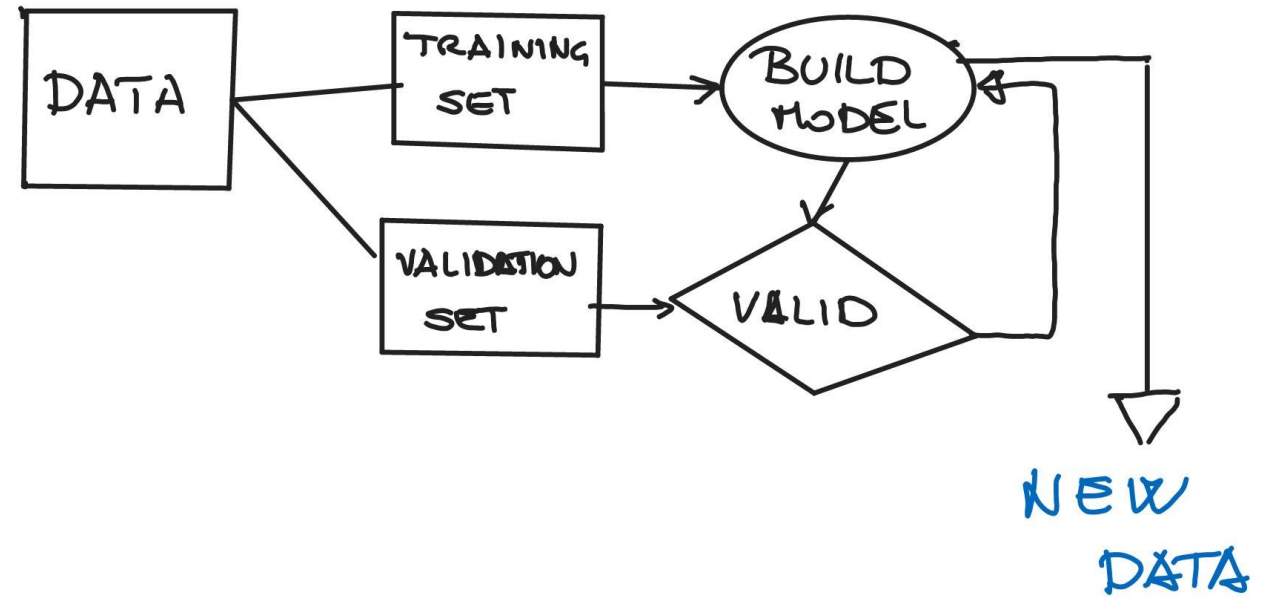 DATA
TRAINING
SET
BUILD
MODEL
VALIDATION
SET
VALID
NEW
DATA